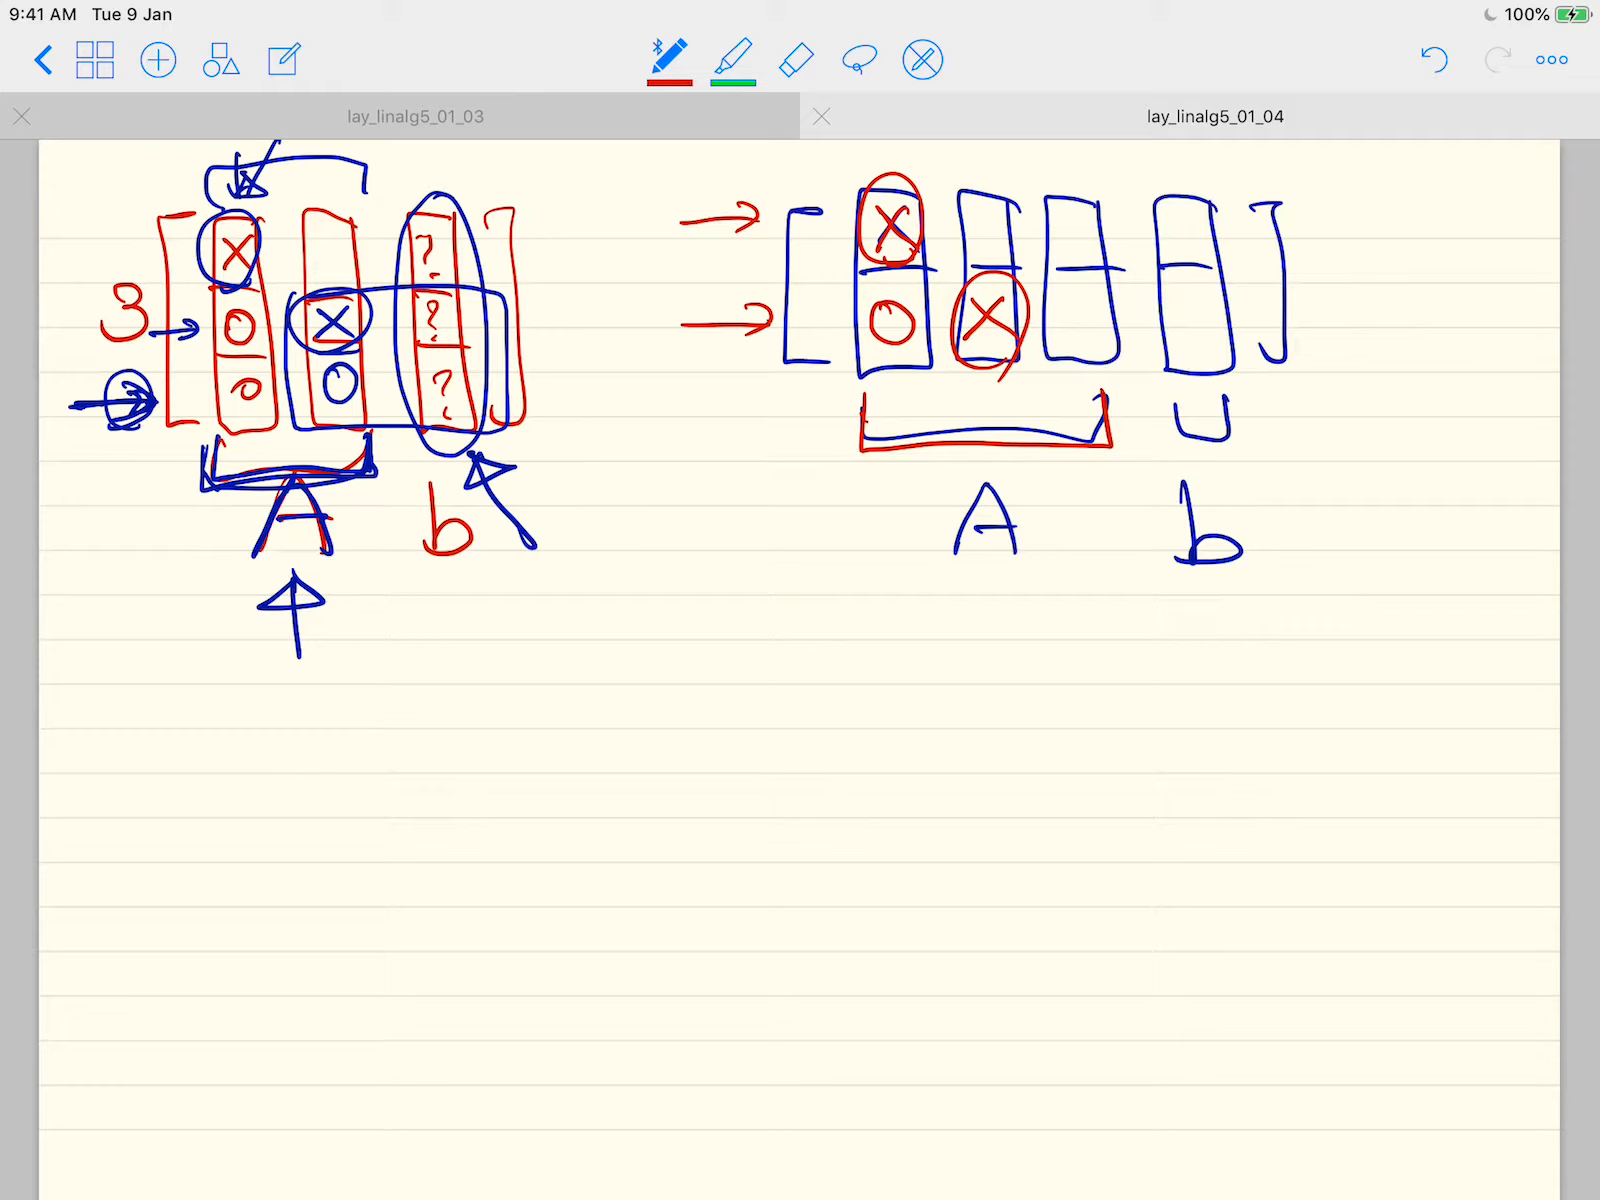 9:41 AM Tue 9 Jan 100%
lay_linalg5_01_03 lay_linalg5_01_04
X ? X
3 O X ? O X
O O ?
A b A b